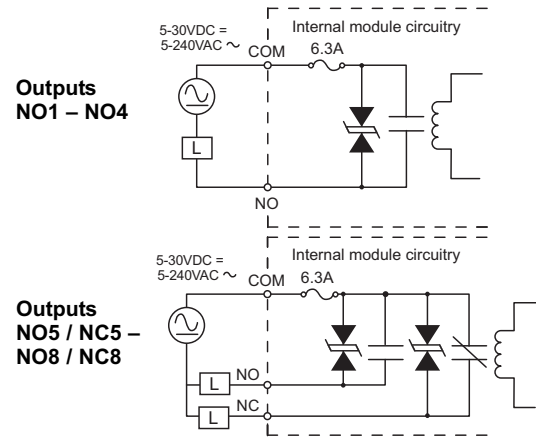 5-30VDC =
5-240VAC ~
COM
6.3A
Internal module circuitry
Outputs
NO1 – NO4
L
NO
5-30VDC =
5-240VAC ~
COM
6.3A
Internal module circuitry
Outputs
NO5 / NC5 –
NO8 / NC8
L
NO
L
NC